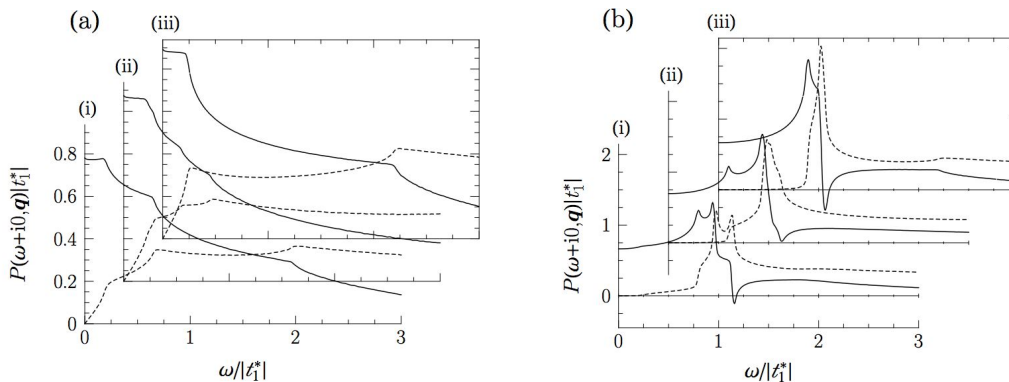 (a)
(iii)
(ii)
(i)
P(ω+i0,q)|t₁*|
0.8
0.6
0.4
0.2
0
0 1 2 3
ω/|t₁*|
(b)
(iii)
(ii)
(i)
P(ω+i0,q)|t₁*|
2
1
0
0 1 2 3
ω/|t₁*|